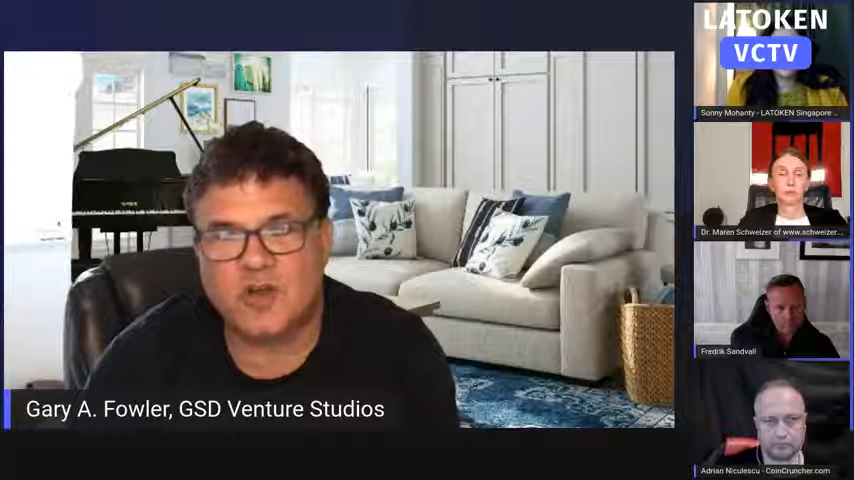 LATOKEN
VCTV
Sonny Mohanty - LATOKEN Singapore ..
Dr. Maren Schweizer of www.schweizer...
Fredrik Sandvall
Adrian Niculescu - CoinCruncher.com
Gary A. Fowler, GSD Venture Studios